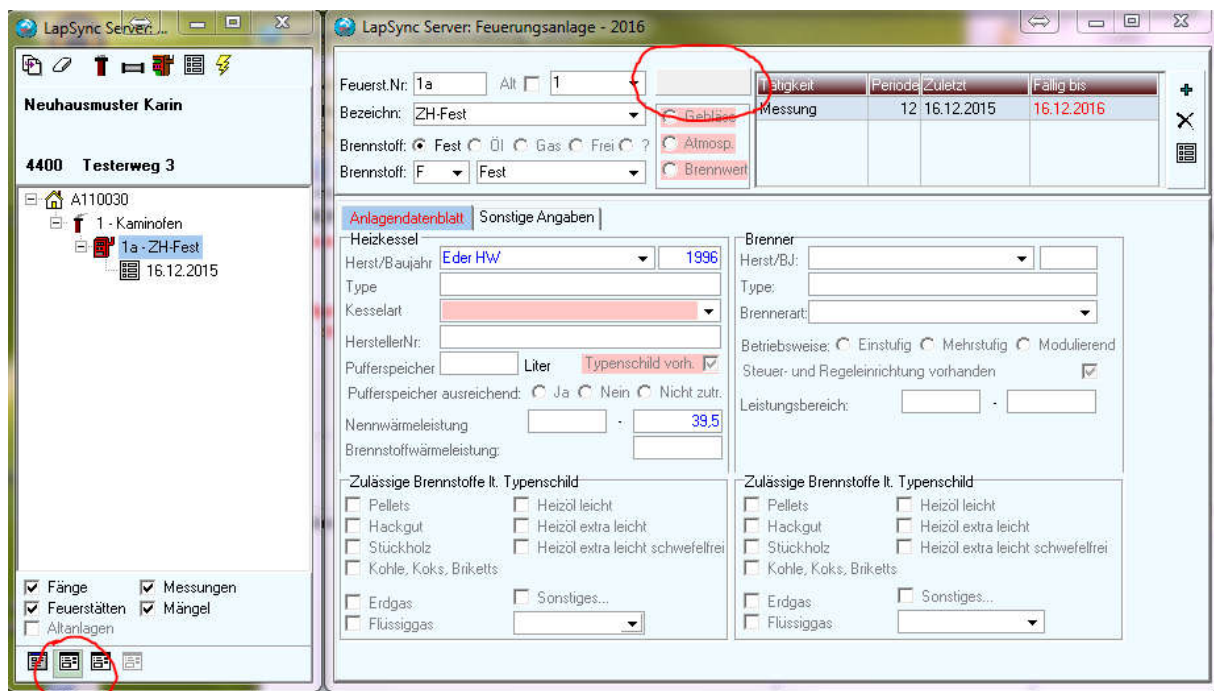 LapSync Server: ...
Neuhausmuster Karin
4400 Testerweg 3
A110030
1 - Kaminofen
1a - ZH-Fest
16.12.2015
Fänge Messungen
Feuerstätten Mängel
Altanlagen
LapSync Server: Feuerungsanlage - 2016
Feuerst.Nr: 1a Alt 1
Bezeichn: ZH-Fest
Brennstoff: Fest Öl Gas Frei ?
Brennstoff: F Fest
Gebläse
Atmosp.
Brennwert
Tätigkeit Periode Zuletzt Fällig bis
Messung 12 16.12.2015 16.12.2016
Anlagendatenblatt Sonstige Angaben
Heizkessel
Herst/Baujahr Eder HW 1996
Type
Kesselart
HerstellerNr:
Pufferspeicher Liter Typenschild vorh.
Pufferspeicher ausreichend: Ja Nein Nicht zutr.
Nennwärmeleistung - 39,5
Brennstoffwärmeleistung:
Brenner
Herst/BJ:
Type:
Brennerart:
Betriebsweise: Einstufig Mehrstufig Modulierend
Steuer- und Regeleinrichtung vorhanden
Leistungsbereich: -
Zulässige Brennstoffe lt. Typenschild
Pellets Heizöl leicht
Hackgut Heizöl extra leicht
Stückholz Heizöl extra leicht schwefelfrei
Kohle, Koks, Briketts
Erdgas Sonstiges...
Flüssiggas
Zulässige Brennstoffe lt. Typenschild
Pellets Heizöl leicht
Hackgut Heizöl extra leicht
Stückholz Heizöl extra leicht schwefelfrei
Kohle, Koks, Briketts
Erdgas Sonstiges...
Flüssiggas